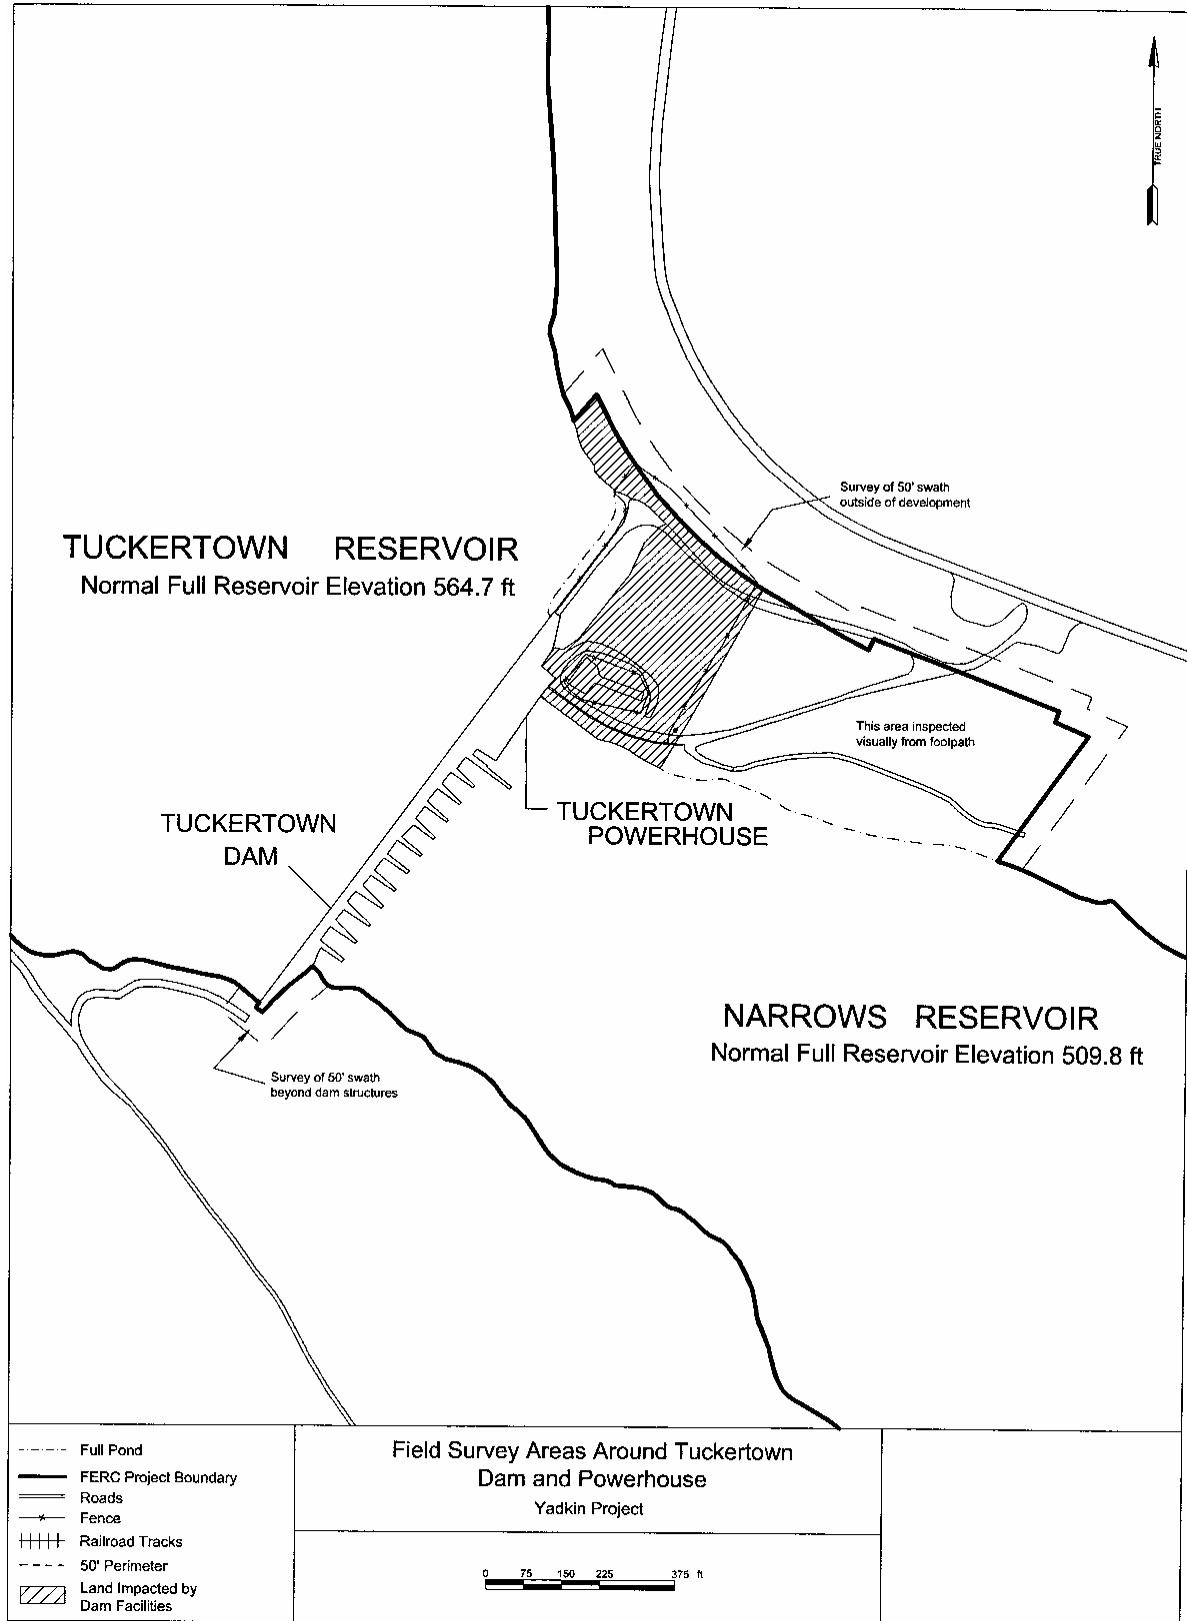 TRUE NORTH
Survey of 50' swath
outside of development
TUCKERTOWN RESERVOIR
Normal Full Reservoir Elevation 564.7 ft
This area inspected
visually from footpath
TUCKERTOWN
POWERHOUSE
TUCKERTOWN
DAM
NARROWS RESERVOIR
Normal Full Reservoir Elevation 509.8 ft
Survey of 50' swath
beyond dam structures
Full Pond
FERC Project Boundary
Roads
Fence
Railroad Tracks
50' Perimeter
Land Impacted by
Dam Facilities
Field Survey Areas Around Tuckertown
Dam and Powerhouse
Yadkin Project
0 75 150 225 375 ft